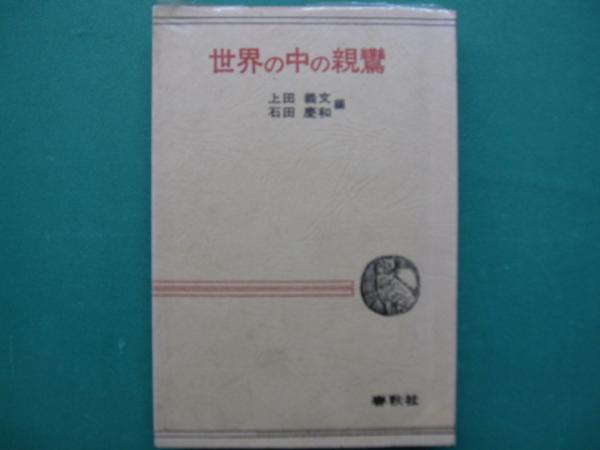 世界の中の親鸞
上田 義文
石田 慶和 編
春秋社